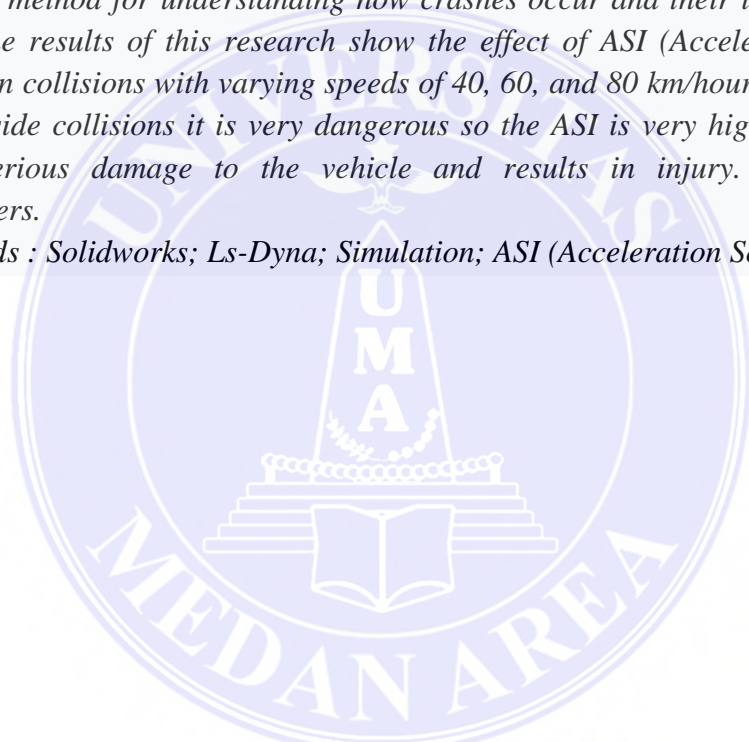 method for understanding how crashes occur and their
he results of this research show the effect of ASI (Accele
n collisions with varying speeds of 40, 60, and 80 km/hour
ide collisions it is very dangerous so the ASI is very hig
erious damage to the vehicle and results in injury.
ers.
ds : Solidworks; Ls-Dyna; Simulation; ASI (Acceleration Se
UNIVERSITAS
U
M
A
MEDAN AREA